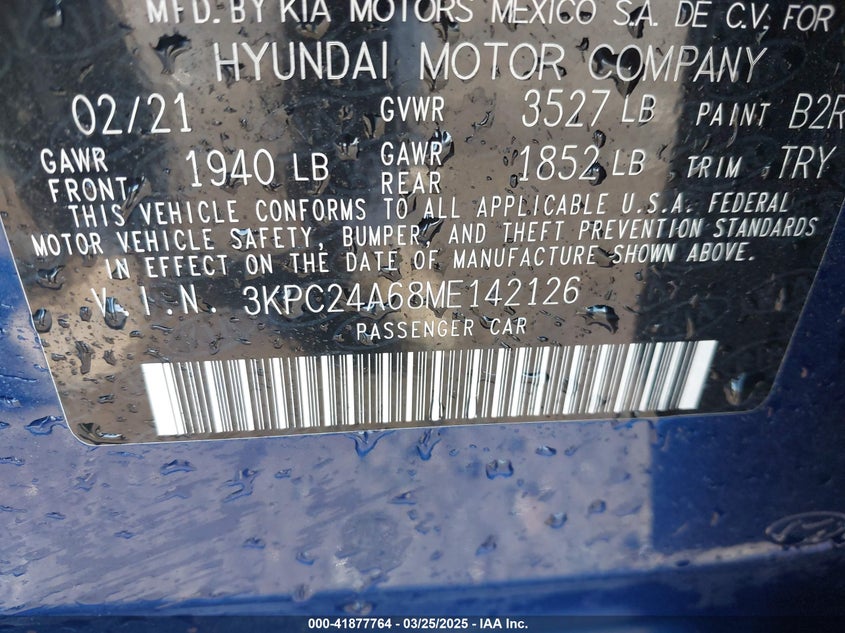 MFD. BY KIA MOTORS MEXICO S.A. DE C.V. FOR
HYUNDAI MOTOR COMPANY
02/21 GVWR 3527 LB PAINT B2R
GAWR FRONT 1940 LB GAWR REAR 1852 LB TRIM TRY
THIS VEHICLE CONFORMS TO ALL APPLICABLE U.S.A. FEDERAL
MOTOR VEHICLE SAFETY, BUMPER, AND THEFT PREVENTION STANDARDS
IN EFFECT ON THE DATE OF MANUFACTURE SHOWN ABOVE.
V.I.N. 3KPC24A68ME142126
PASSENGER CAR
000-41877764 — 03/25/2025 — IAA Inc.